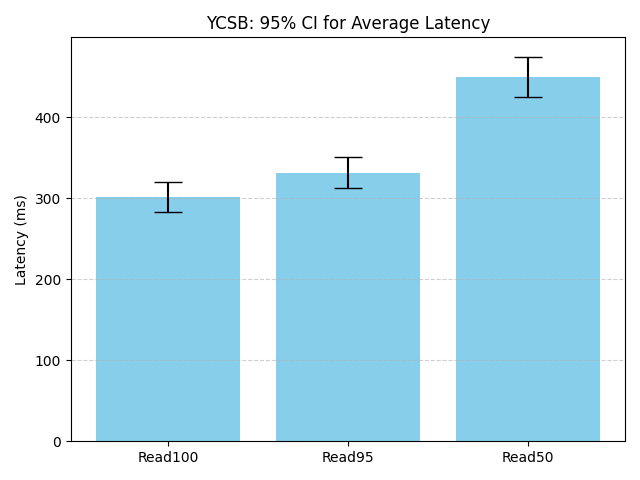 YCSB: 95% CI for Average Latency
Latency (ms)
400
300
200
100
0
Read100
Read95
Read50